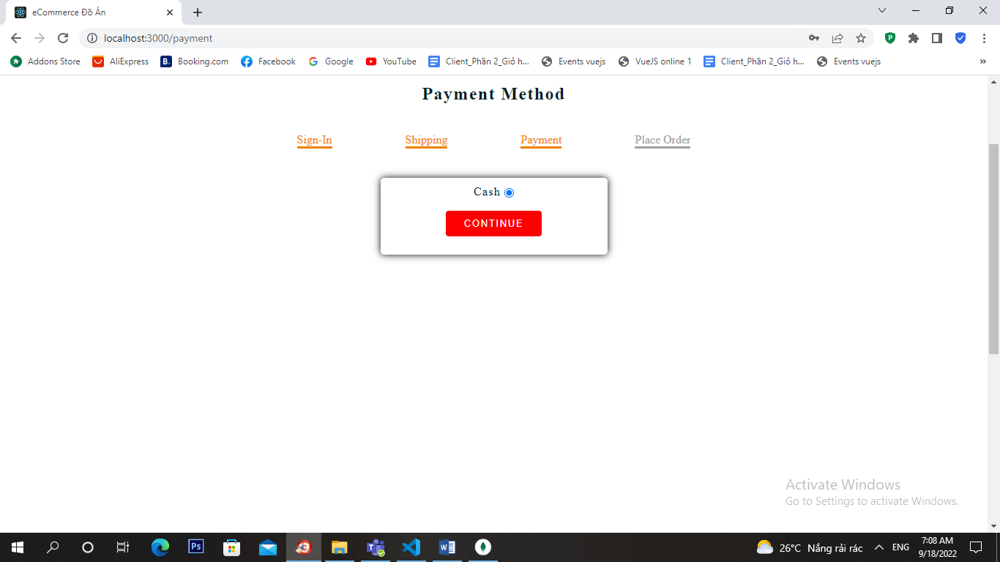 eCommerce Đồ Án
localhost:3000/payment
Addons Store AliExpress Booking.com Facebook Google YouTube Client_Phần 2_Giỏ h... Events vuejs VueJS online 1 Client_Phần 2_Giỏ h... Events vuejs »
Payment Method
Sign-In Shipping Payment Place Order
Cash
CONTINUE
Activate Windows
Go to Settings to activate Windows.
26°C Nắng rải rác ENG 7:08 AM
9/18/2022